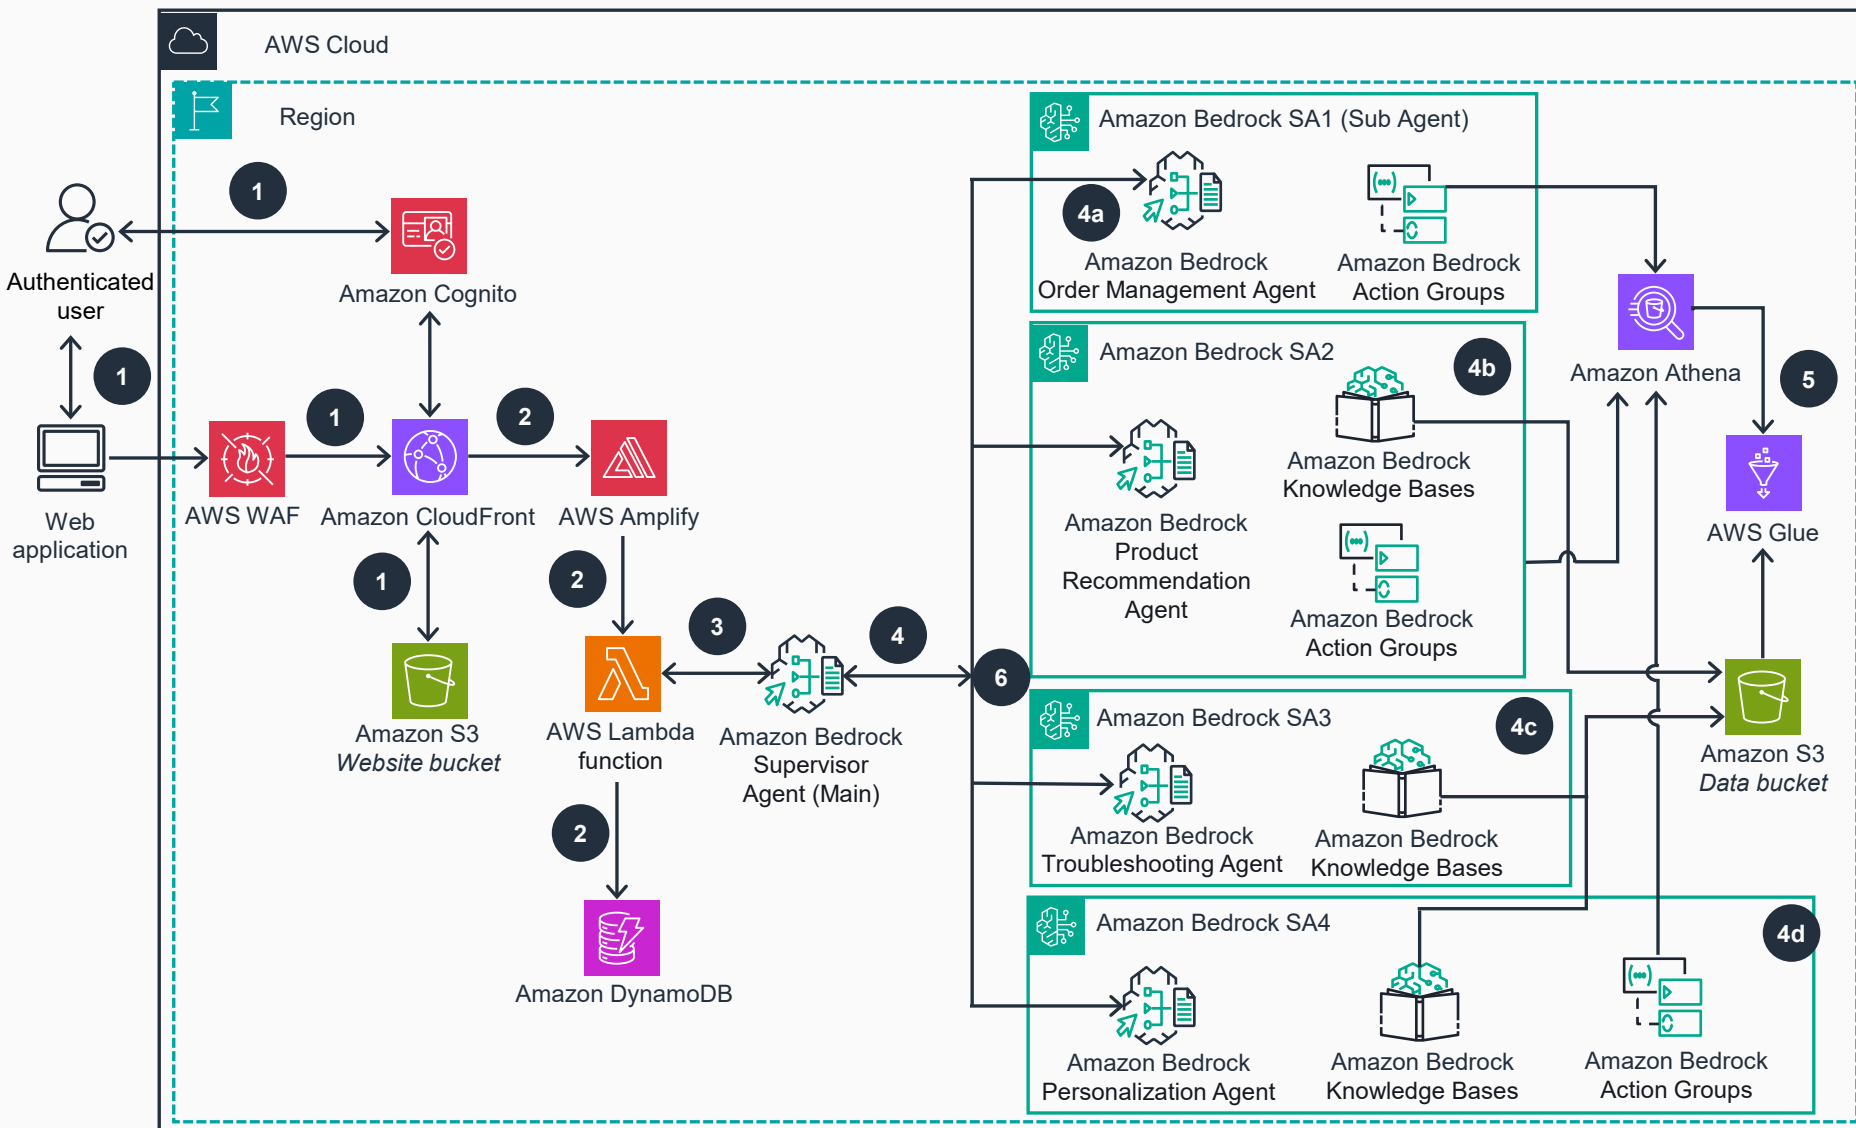 AWS Cloud
Region
1
Authenticated
user
1
Amazon Cognito
Web
application
AWS WAF
1
Amazon CloudFront
2
AWS Amplify
1
Amazon S3
Website bucket
2
AWS Lambda
function
2
Amazon DynamoDB
3
Amazon Bedrock
Supervisor
Agent (Main)
4
6
Amazon Bedrock SA1 (Sub Agent)
4a
Amazon Bedrock
Order Management Agent
Amazon Bedrock
Action Groups
Amazon Bedrock SA2
4b
Amazon Bedrock
Product
Recommendation
Agent
Amazon Bedrock
Knowledge Bases
Amazon Bedrock
Action Groups
Amazon Bedrock SA3
4c
Amazon Bedrock
Troubleshooting Agent
Amazon Bedrock
Knowledge Bases
Amazon Bedrock SA4
4d
Amazon Bedrock
Personalization Agent
Amazon Bedrock
Knowledge Bases
Amazon Bedrock
Action Groups
Amazon Athena
5
AWS Glue
Amazon S3
Data bucket